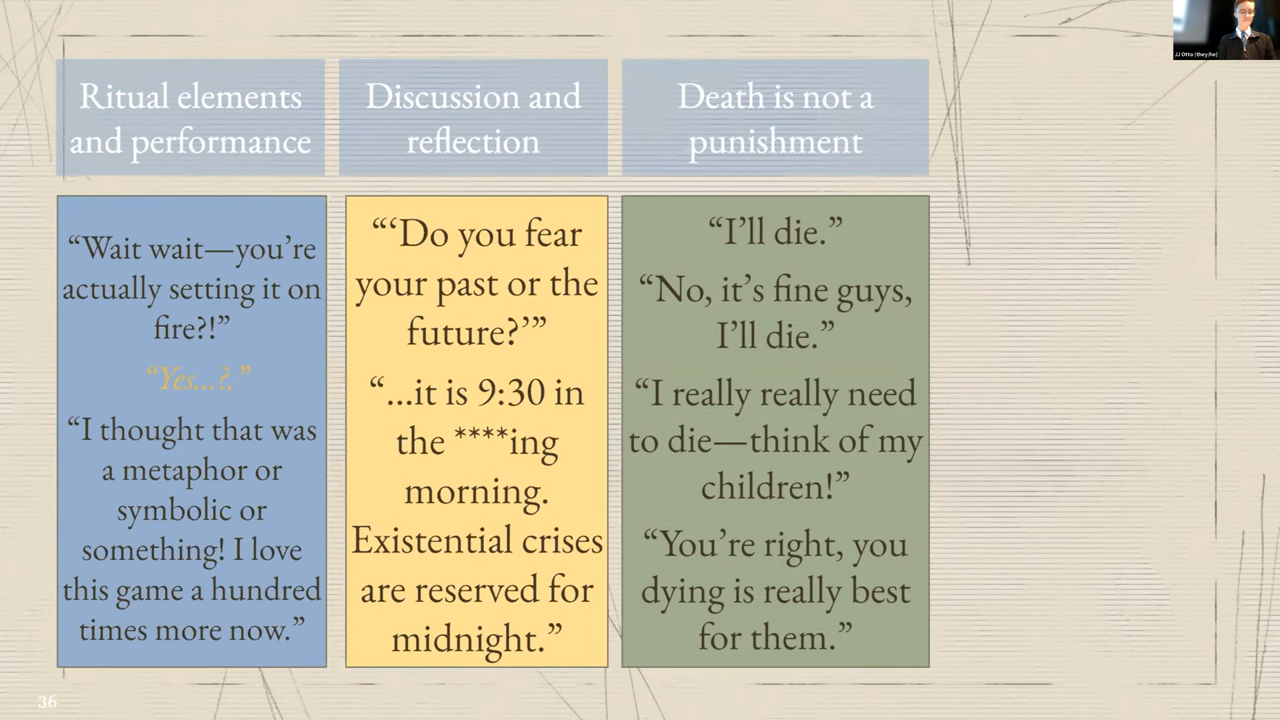 JJ Otto (they/he)
Ritual elements
and performance
“Wait wait—you’re
actually setting it on
fire?!”
“Yes...?.”
“I thought that was
a metaphor or
symbolic or
something! I love
this game a hundred
times more now.”
Discussion and
reflection
“‘Do you fear
your past or the
future?’”
“...it is 9:30 in
the ****ing
morning.
Existential crises
are reserved for
midnight.”
Death is not a
punishment
“I’ll die.”
“No, it’s fine guys,
I’ll die.”
“I really really need
to die—think of my
children!”
“You’re right, you
dying is really best
for them.”
36